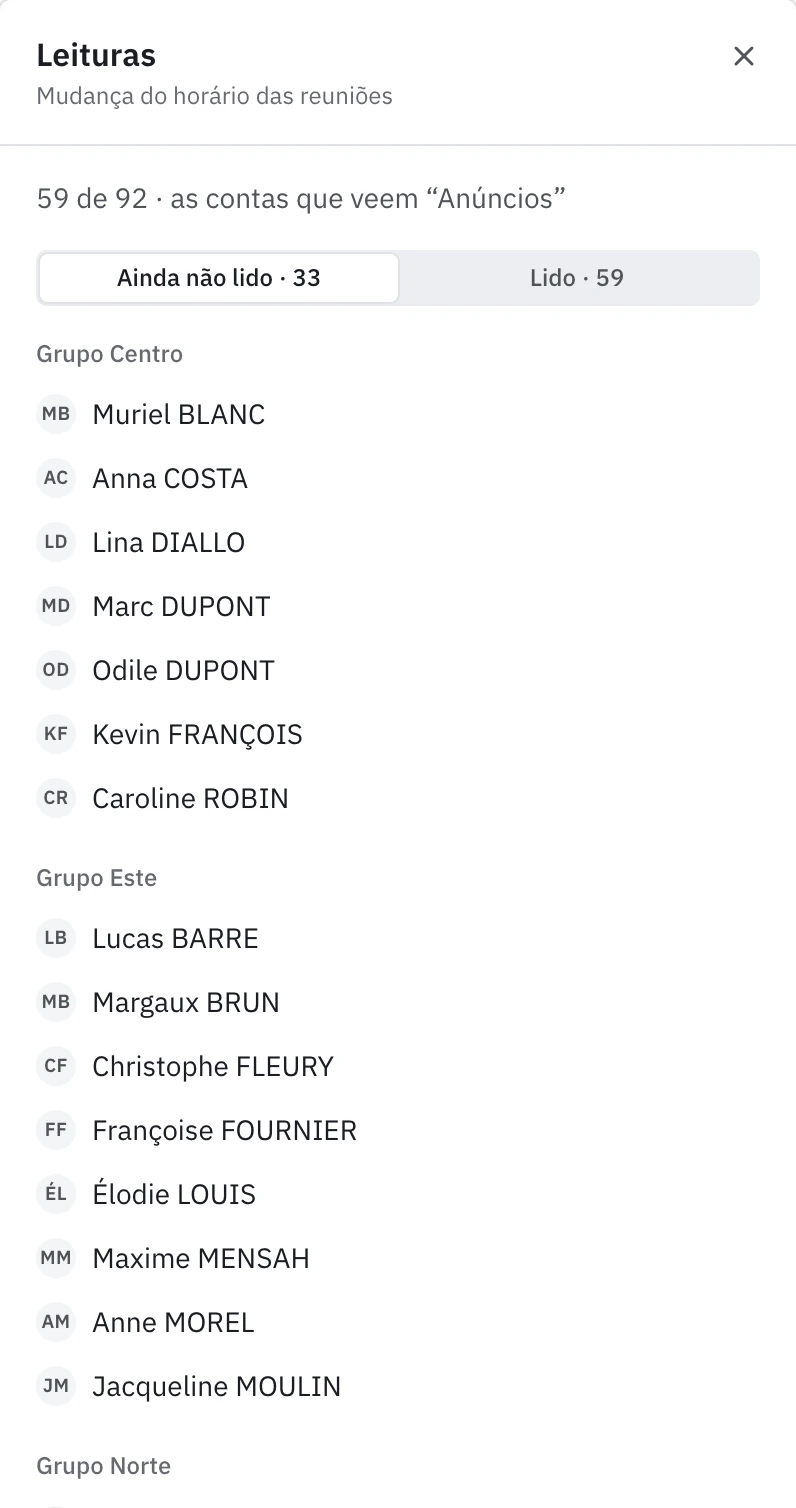 Leituras
Mudança do horário das reuniões
59 de 92 · as contas que veem “Anúncios”
Ainda não lido · 33
Lido · 59
Grupo Centro
MB Muriel BLANC
AC Anna COSTA
LD Lina DIALLO
MD Marc DUPONT
OD Odile DUPONT
KF Kevin FRANÇOIS
CR Caroline ROBIN
Grupo Este
LB Lucas BARRE
MB Margaux BRUN
CF Christophe FLEURY
FF Françoise FOURNIER
ÉL Élodie LOUIS
MM Maxime MENSAH
AM Anne MOREL
JM Jacqueline MOULIN
Grupo Norte